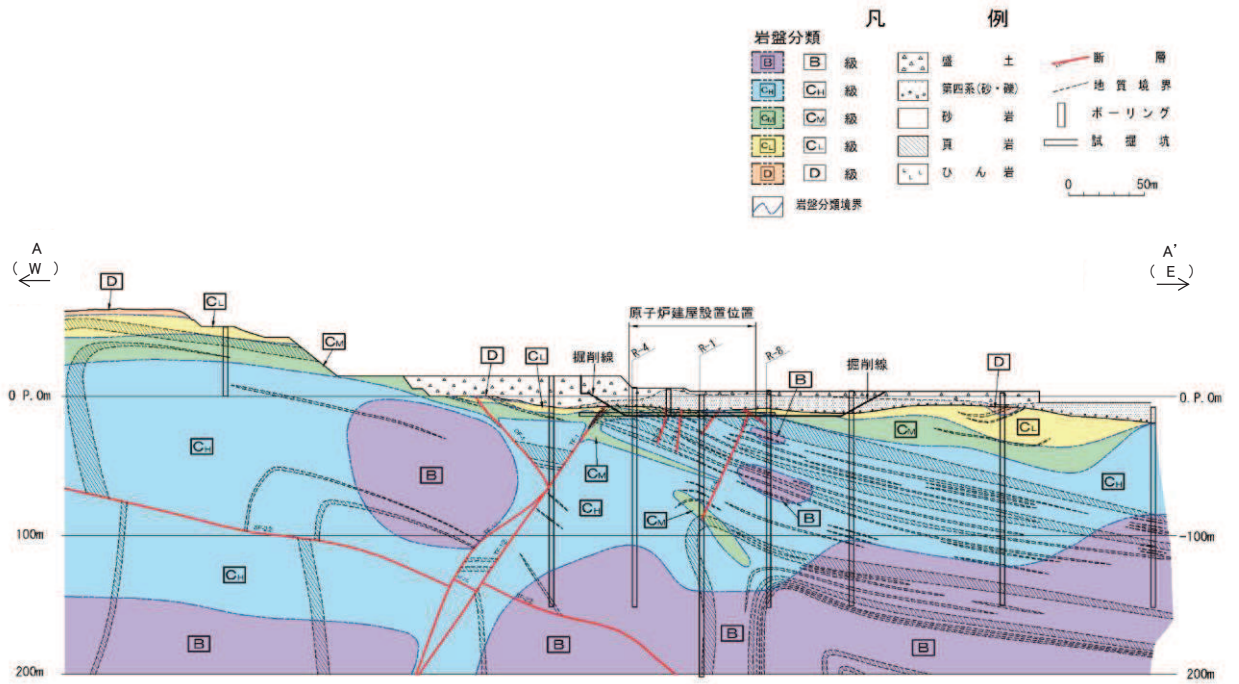 凡 例
岩盤分類
B B 級
CH CH 級
CM CM 級
CL CL 級
D D 級
岩盤分類境界
盛 土
第四系(砂・礫)
砂 岩
頁 岩
ひ ん 岩
断 層
地 質 境 界
ボ ー リ ン グ
試 掘 坑
0 50m
A
( W )
A'
( E )
D
CL
CM
D
CL
掘削線
原子炉建屋設置位置
R-4
R-1
R-8
B
掘削線
D
0 P.0m
0 P.0m
CM
CL
CH
B
CM
CH
CM
B
CH
100m
-100m
CH
B
B
B
B
200m
200m